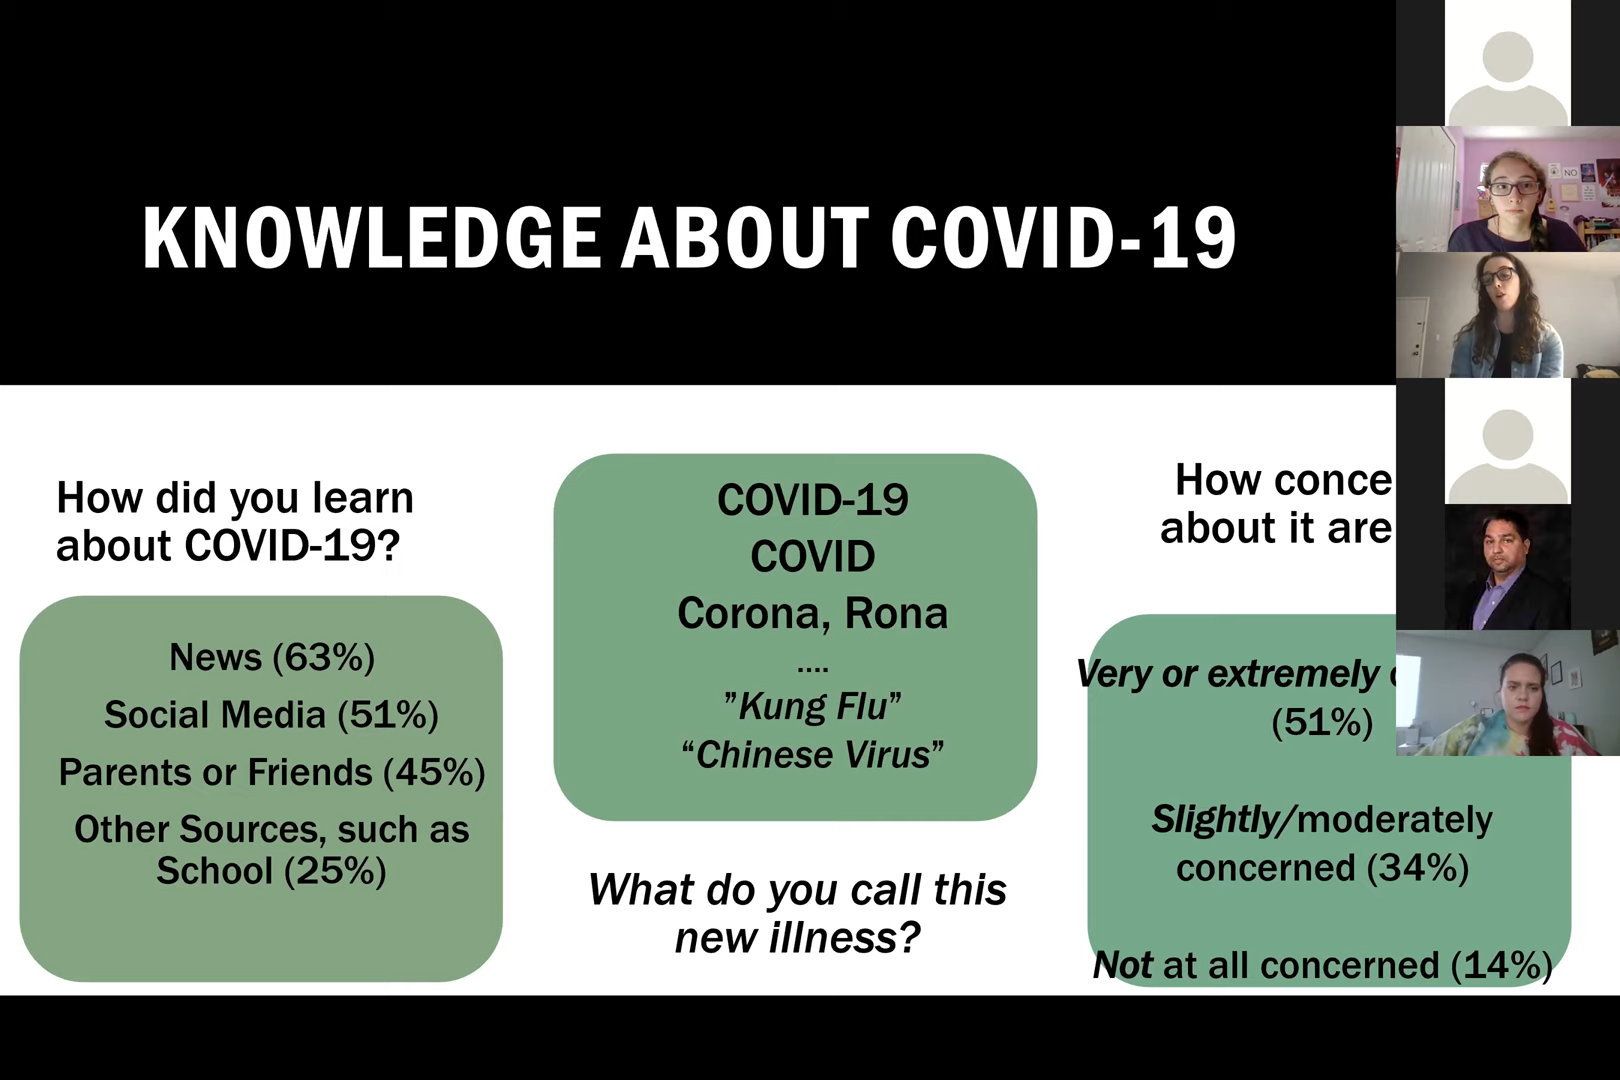 KNOWLEDGE ABOUT COVID-19
How did you learn
about COVID-19?
News (63%)
Social Media (51%)
Parents or Friends (45%)
Other Sources, such as
School (25%)
COVID-19
COVID
Corona, Rona
....
”Kung Flu”
“Chinese Virus”
What do you call this
new illness?
How conce
about it are
Very or extremely
(51%)
Slightly/moderately
concerned (34%)
Not at all concerned (14%)
NO